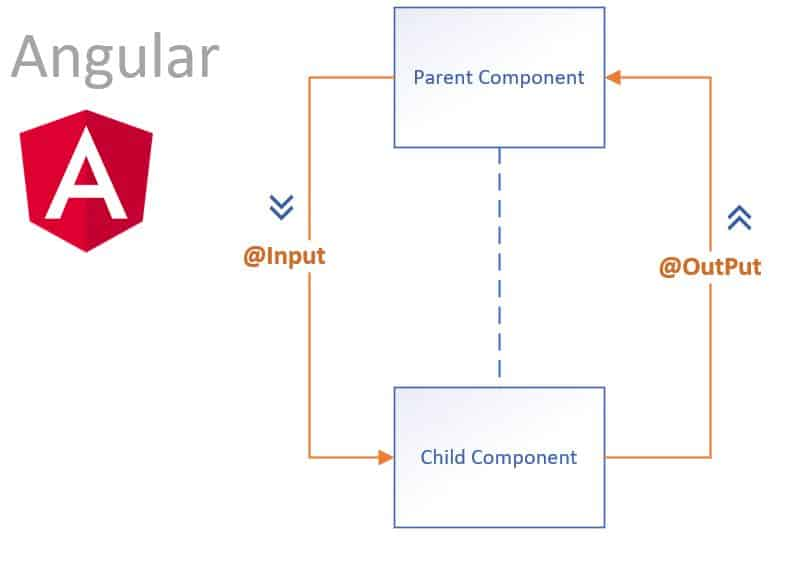 Angular
A
Parent Component
@Input
@OutPut
Child Component